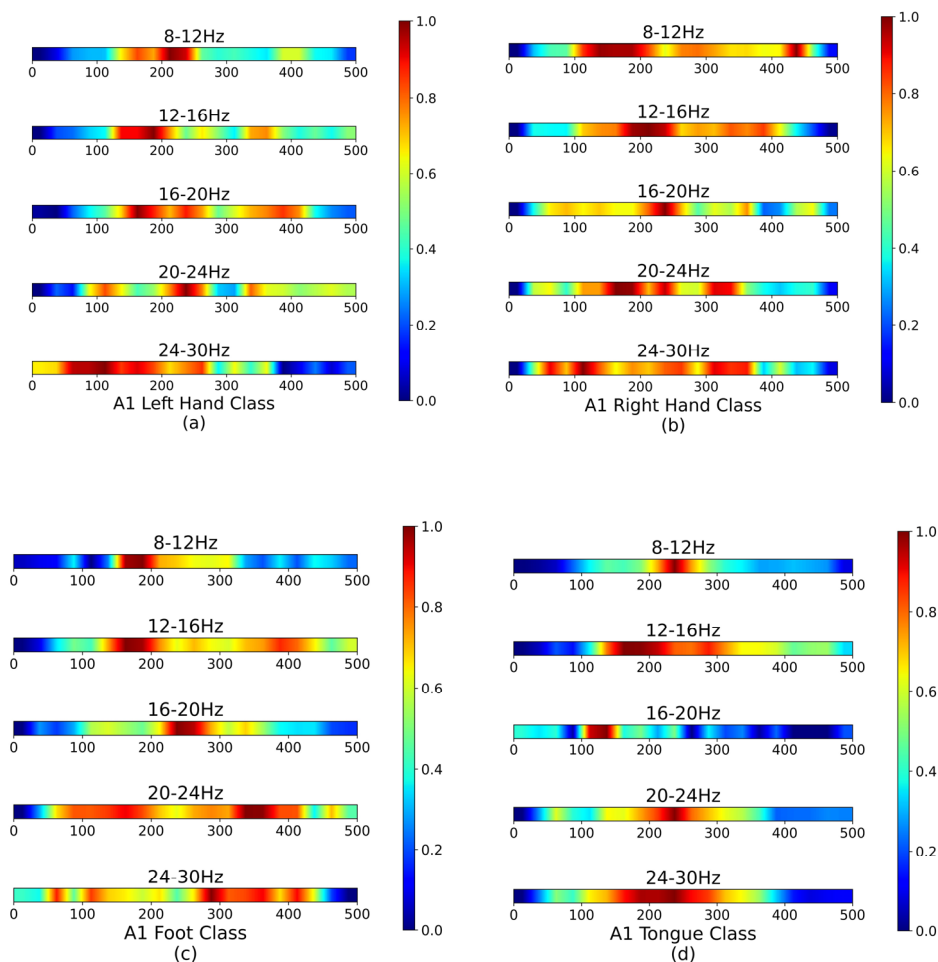 8-12Hz
0 100 200 300 400 500
12-16Hz
0 100 200 300 400 500
16-20Hz
0 100 200 300 400 500
20-24Hz
0 100 200 300 400 500
24-30Hz
0 100 200 300 400 500
A1 Left Hand Class
(a)
1.0
0.8
0.6
0.4
0.2
0.0
8-12Hz
0 100 200 300 400 500
12-16Hz
0 100 200 300 400 500
16-20Hz
0 100 200 300 400 500
20-24Hz
0 100 200 300 400 500
24-30Hz
0 100 200 300 400 500
A1 Right Hand Class
(b)
1.0
0.8
0.6
0.4
0.2
0.0
8-12Hz
0 100 200 300 400 500
12-16Hz
0 100 200 300 400 500
16-20Hz
0 100 200 300 400 500
20-24Hz
0 100 200 300 400 500
24-30Hz
0 100 200 300 400 500
A1 Foot Class
(c)
1.0
0.8
0.6
0.4
0.2
0.0
8-12Hz
0 100 200 300 400 500
12-16Hz
0 100 200 300 400 500
16-20Hz
0 100 200 300 400 500
20-24Hz
0 100 200 300 400 500
24-30Hz
0 100 200 300 400 500
A1 Tongue Class
(d)
1.0
0.8
0.6
0.4
0.2
0.0